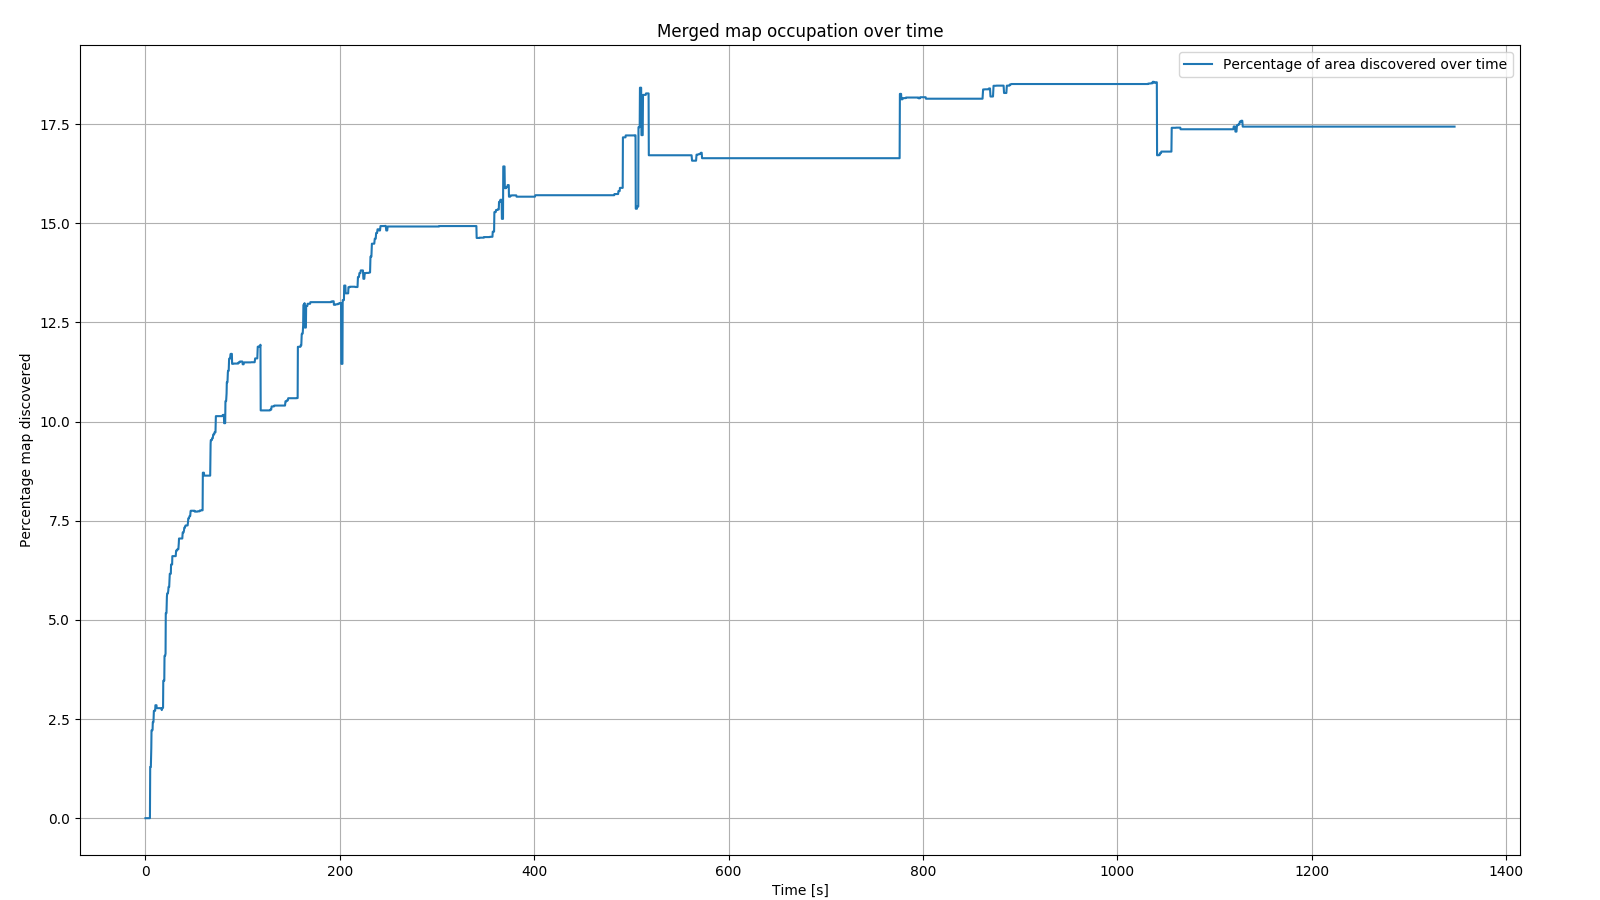 Merged map occupation over time
Percentage of area discovered over time
Percentage map discovered
17.5
15.0
12.5
10.0
7.5
5.0
2.5
0.0
0 200 400 600 800 1000 1200 1400
Time [s]